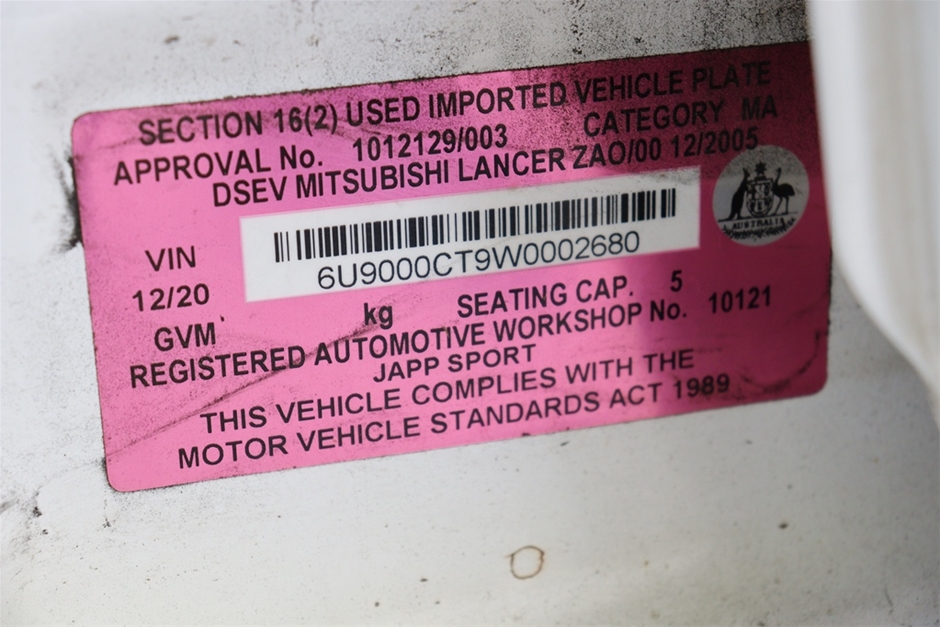 SECTION 16(2) USED IMPORTED VEHICLE PLATE
APPROVAL No. 1012129/003 CATEGORY MA
DSEV MITSUBISHI LANCER ZAO/00 12/2005
AUSTRALIA
VIN 6U9000CT9W0002680
12/20
GVM kg SEATING CAP. 5
REGISTERED AUTOMOTIVE WORKSHOP No. 10121
JAPP SPORT
THIS VEHICLE COMPLIES WITH THE
MOTOR VEHICLE STANDARDS ACT 1989